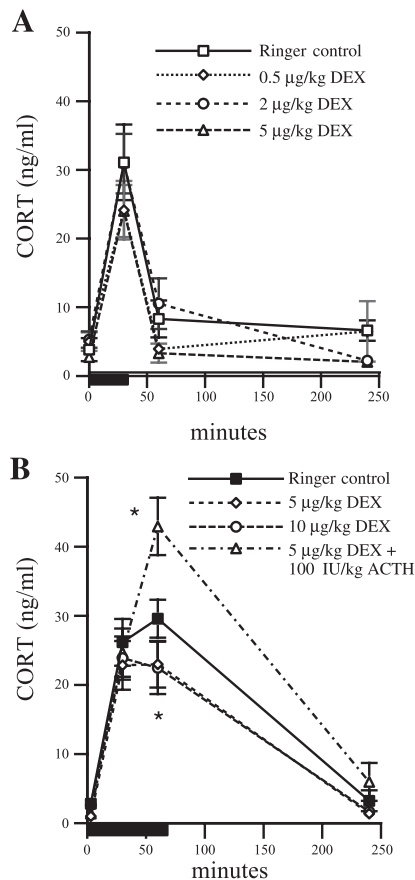 A
50
40
30
20
10
0
CORT (ng/ml)
Ringer control
0.5 µg/kg DEX
2 µg/kg DEX
5 µg/kg DEX
0 50 100 150 200 250
minutes
B
50
40
30
20
10
0
CORT (ng/ml)
Ringer control
5 µg/kg DEX
10 µg/kg DEX
5 µg/kg DEX +
100 IU/kg ACTH
*
*
0 50 100 150 200 250
minutes